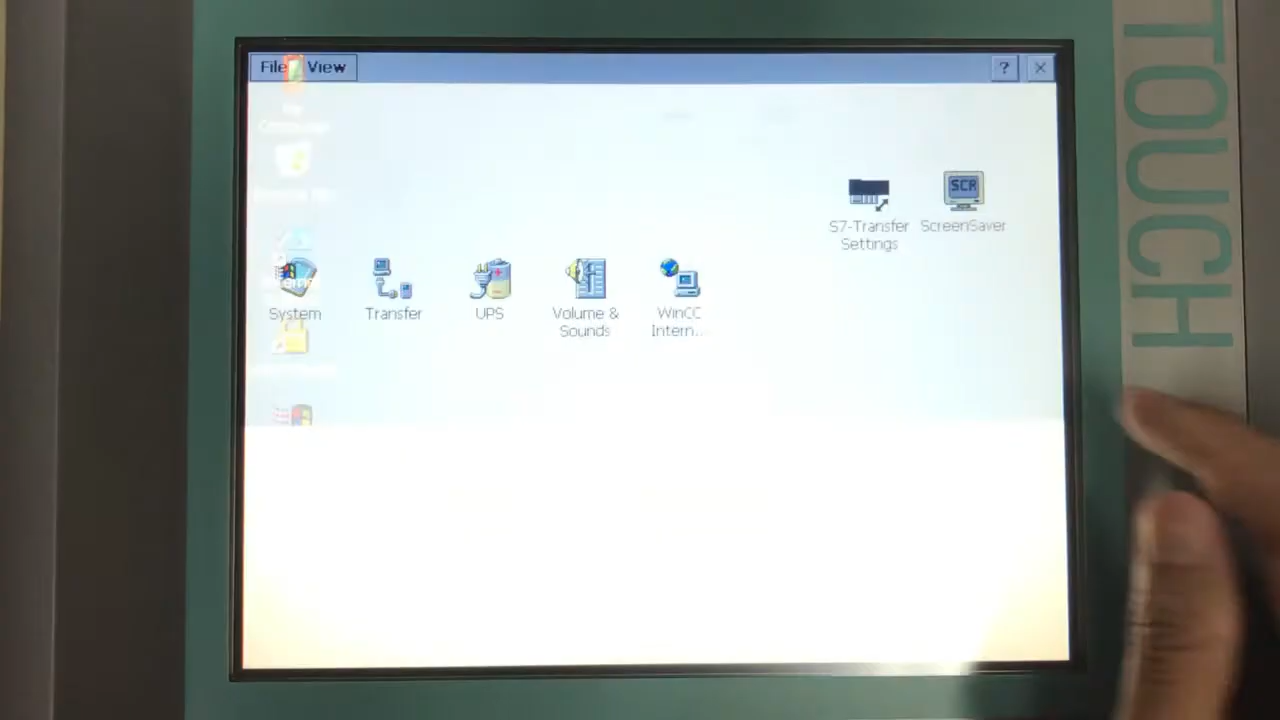 File View
?
S7-Transfer
Settings
SCR
ScreenSaver
System
Transfer
UPS
Volume &
Sounds
WinCC
Intern...
TOUCH